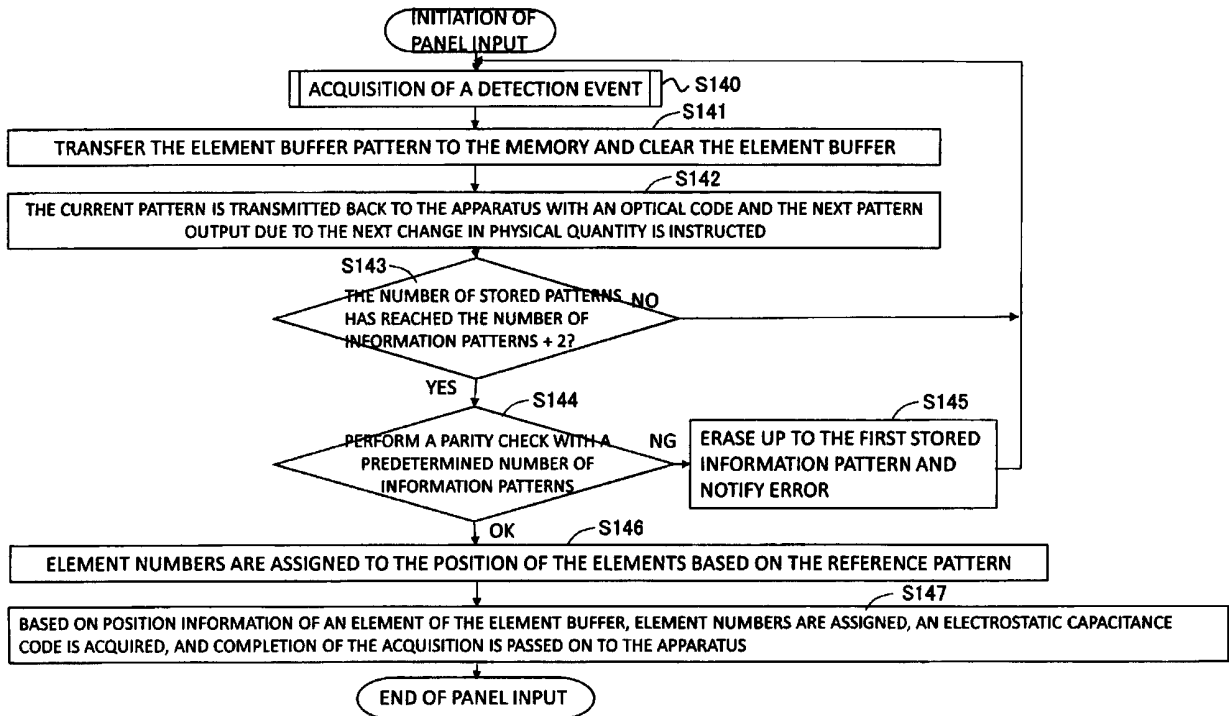 INITIATION OF
PANEL INPUT
ACQUISITION OF A DETECTION EVENT
S140
S141
TRANSFER THE ELEMENT BUFFER PATTERN TO THE MEMORY AND CLEAR THE ELEMENT BUFFER
S142
THE CURRENT PATTERN IS TRANSMITTED BACK TO THE APPARATUS WITH AN OPTICAL CODE AND THE NEXT PATTERN
OUTPUT DUE TO THE NEXT CHANGE IN PHYSICAL QUANTITY IS INSTRUCTED
S143
THE NUMBER OF STORED PATTERNS
HAS REACHED THE NUMBER OF
INFORMATION PATTERNS + 2?
NO
YES
S144
PERFORM A PARITY CHECK WITH A
PREDETERMINED NUMBER OF
INFORMATION PATTERNS
NG
S145
ERASE UP TO THE FIRST STORED
INFORMATION PATTERN AND
NOTIFY ERROR
OK
S146
ELEMENT NUMBERS ARE ASSIGNED TO THE POSITION OF THE ELEMENTS BASED ON THE REFERENCE PATTERN
S147
BASED ON POSITION INFORMATION OF AN ELEMENT OF THE ELEMENT BUFFER, ELEMENT NUMBERS ARE ASSIGNED, AN ELECTROSTATIC CAPACITANCE
CODE IS ACQUIRED, AND COMPLETION OF THE ACQUISITION IS PASSED ON TO THE APPARATUS
END OF PANEL INPUT